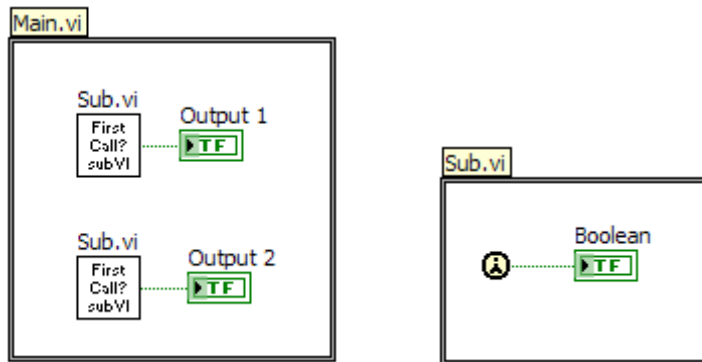 Main.vi
Sub.vi
Output 1
First
Call?
subVI
TF
Sub.vi
Output 2
First
Call?
subVI
TF
Sub.vi
Boolean
TF